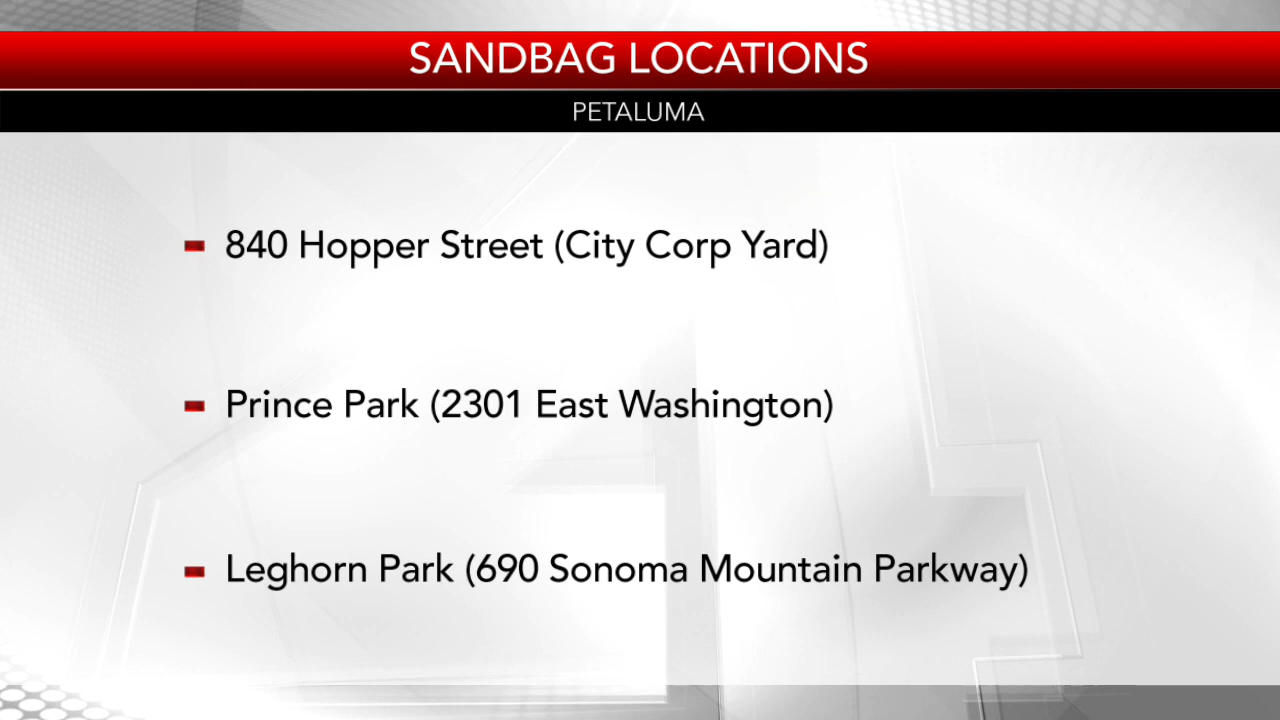 SANDBAG LOCATIONS
PETALUMA
840 Hopper Street (City Corp Yard)
Prince Park (2301 East Washington)
Leghorn Park (690 Sonoma Mountain Parkway)